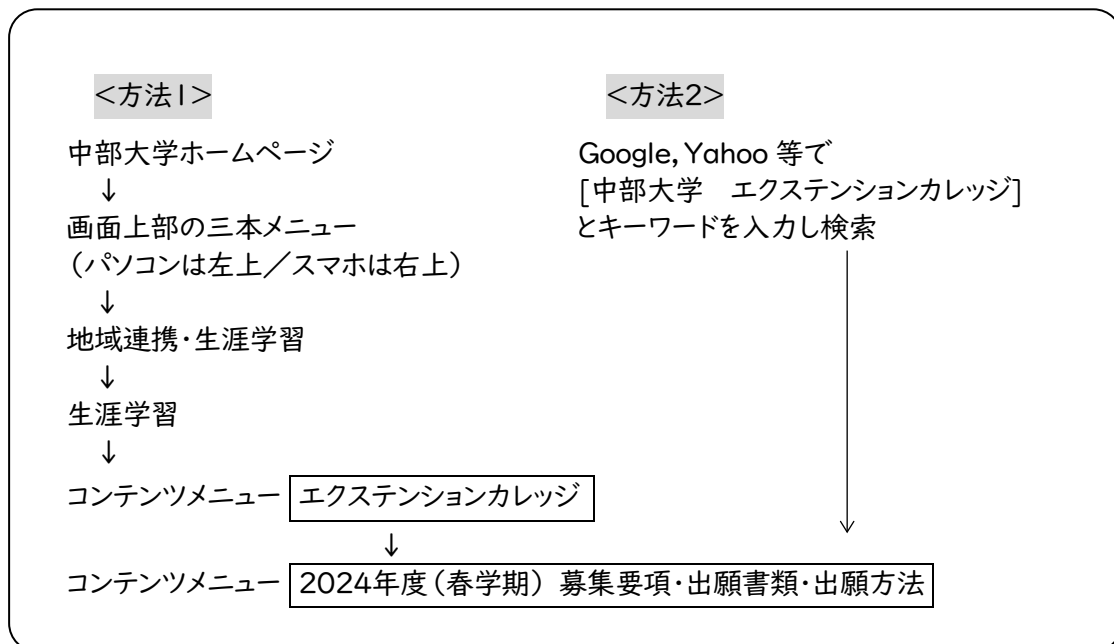 <方法1>
中部大学ホームページ
↓
画面上部の三本メニュー
(パソコンは左上／スマホは右上)
↓
地域連携・生涯学習
↓
生涯学習
↓
コンテンツメニュー エクステンションカレッジ
↓
コンテンツメニュー 2024年度(春学期) 募集要項・出願書類・出願方法
<方法2>
Google,Yahoo 等で
[中部大学　エクステンションカレッジ]
とキーワードを入力し検索